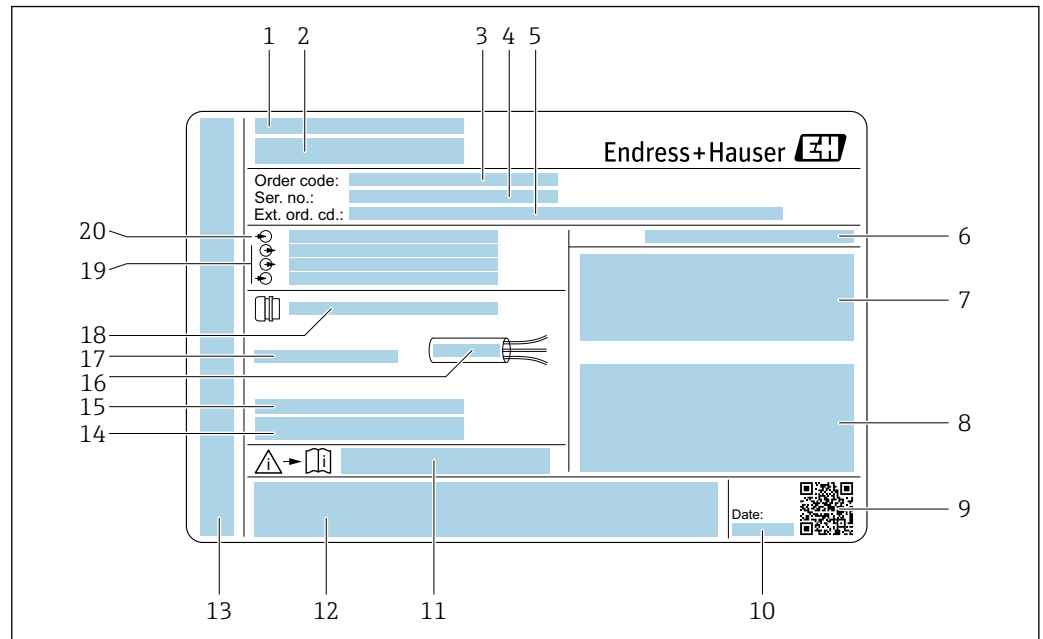 1 2 3 4 5
Endress+Hauser EH
Order code:
Ser. no.:
Ext. ord. cd.:
20
6
19
7
18
17
16
15
8
14
i i
9
Date:
13 12 11 10